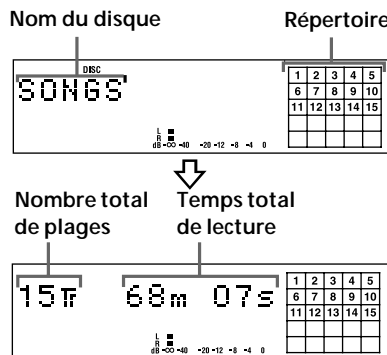 Nom du disque Répertoire
DISC
SONGS
1 2 3 4 5
6 7 8 9 10
11 12 13 14 15
L
R
dB -∞ -40 -20 -12 -8 -4 0
Nombre total
de plages
Temps total
de lecture
15Tr 68m 07s
1 2 3 4 5
6 7 8 9 10
11 12 13 14 15
L
R
dB -∞ -40 -20 -12 -8 -4 0